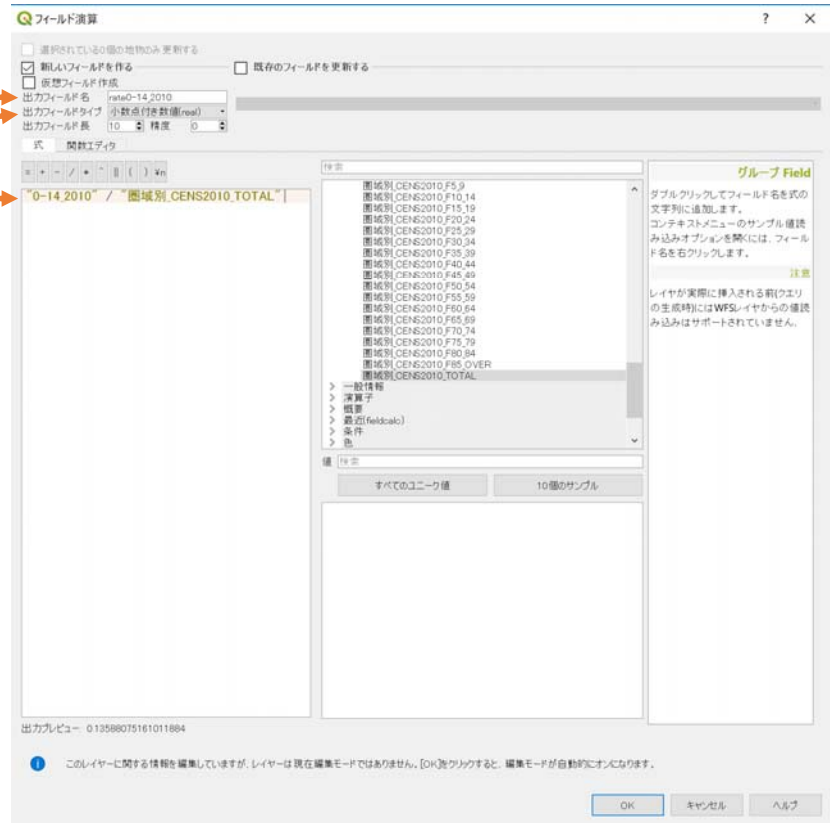 フィールド演算
? ×
選択されている0個の地物のみ更新する
新しいフィールドを作る 既存のフィールドを更新する
仮想フィールド作成
出力フィールド名 rate0-14_2010
出力フィールドタイプ 小数点付き数値(real)
出力フィールド長 10 精度 0
式 関数エディタ
= + - / * ^ || ( ) ¥n
"0-14_2010" / "圏域別_CENS2010_TOTAL"
検索
圏域別_CENS2010_F5_9
圏域別_CENS2010_F10_14
圏域別_CENS2010_F15_19
圏域別_CENS2010_F20_24
圏域別_CENS2010_F25_29
圏域別_CENS2010_F30_34
圏域別_CENS2010_F35_39
圏域別_CENS2010_F40_44
圏域別_CENS2010_F45_49
圏域別_CENS2010_F50_54
圏域別_CENS2010_F55_59
圏域別_CENS2010_F60_64
圏域別_CENS2010_F65_69
圏域別_CENS2010_F70_74
圏域別_CENS2010_F75_79
圏域別_CENS2010_F80_84
圏域別_CENS2010_F85_OVER
圏域別_CENS2010_TOTAL
一般情報
演算子
概要
最近(fieldcalc)
条件
色
値 検索
すべてのユニーク値 10個のサンプル
グループ Field
ダブルクリックしてフィールド名を式の
文字列に追加します。
コンテキストメニューのサンプル値読
み込みオプションを開くには、フィール
ド名を右クリックします。
注意
レイヤが実際に挿入される前(クエリ
の生成時)にはWFSレイヤからの値読
み込みはサポートされていません.
出力プレビュー 0.13588075161011884
このレイヤーに関する情報を編集していますが、レイヤーは現在編集モードではありません。[OK]をクリックすると、編集モードが自動的にオンになります。
OK キャンセル ヘルプ